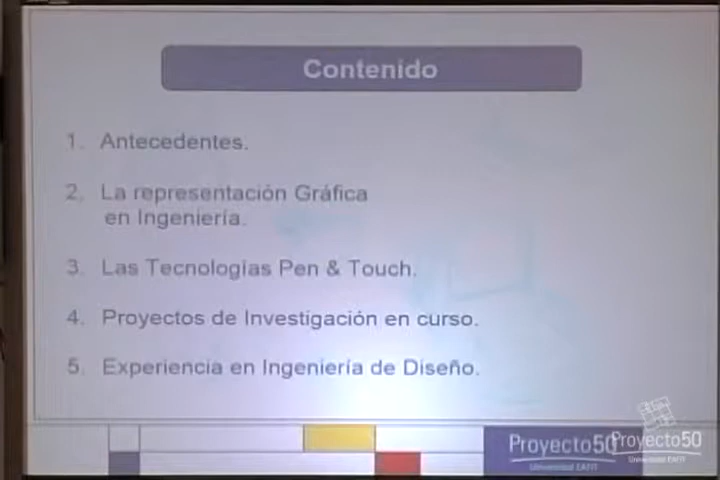 Contenido
1. Antecedentes.
2. La representación Gráfica
en Ingeniería.
3. Las Tecnologías Pen & Touch.
4. Proyectos de Investigación en curso.
5. Experiencia en Ingeniería de Diseño.
Proyecto50
Universidad EAFIT
Proyecto50
Universidad EAFIT